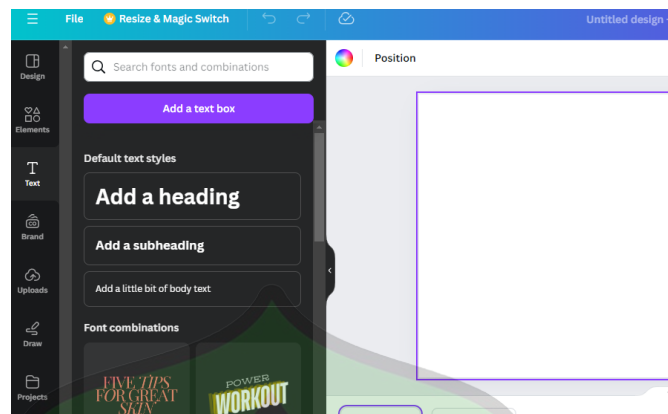 File Resize & Magic Switch Untitled design
Design
Elements
Text
Brand
Uploads
Draw
Projects
Search fonts and combinations
Add a text box
Default text styles
Add a heading
Add a subheading
Add a little bit of body text
Font combinations
FIVE TIPS
FOR GREAT
SKIN
POWER
WORKOUT
Position